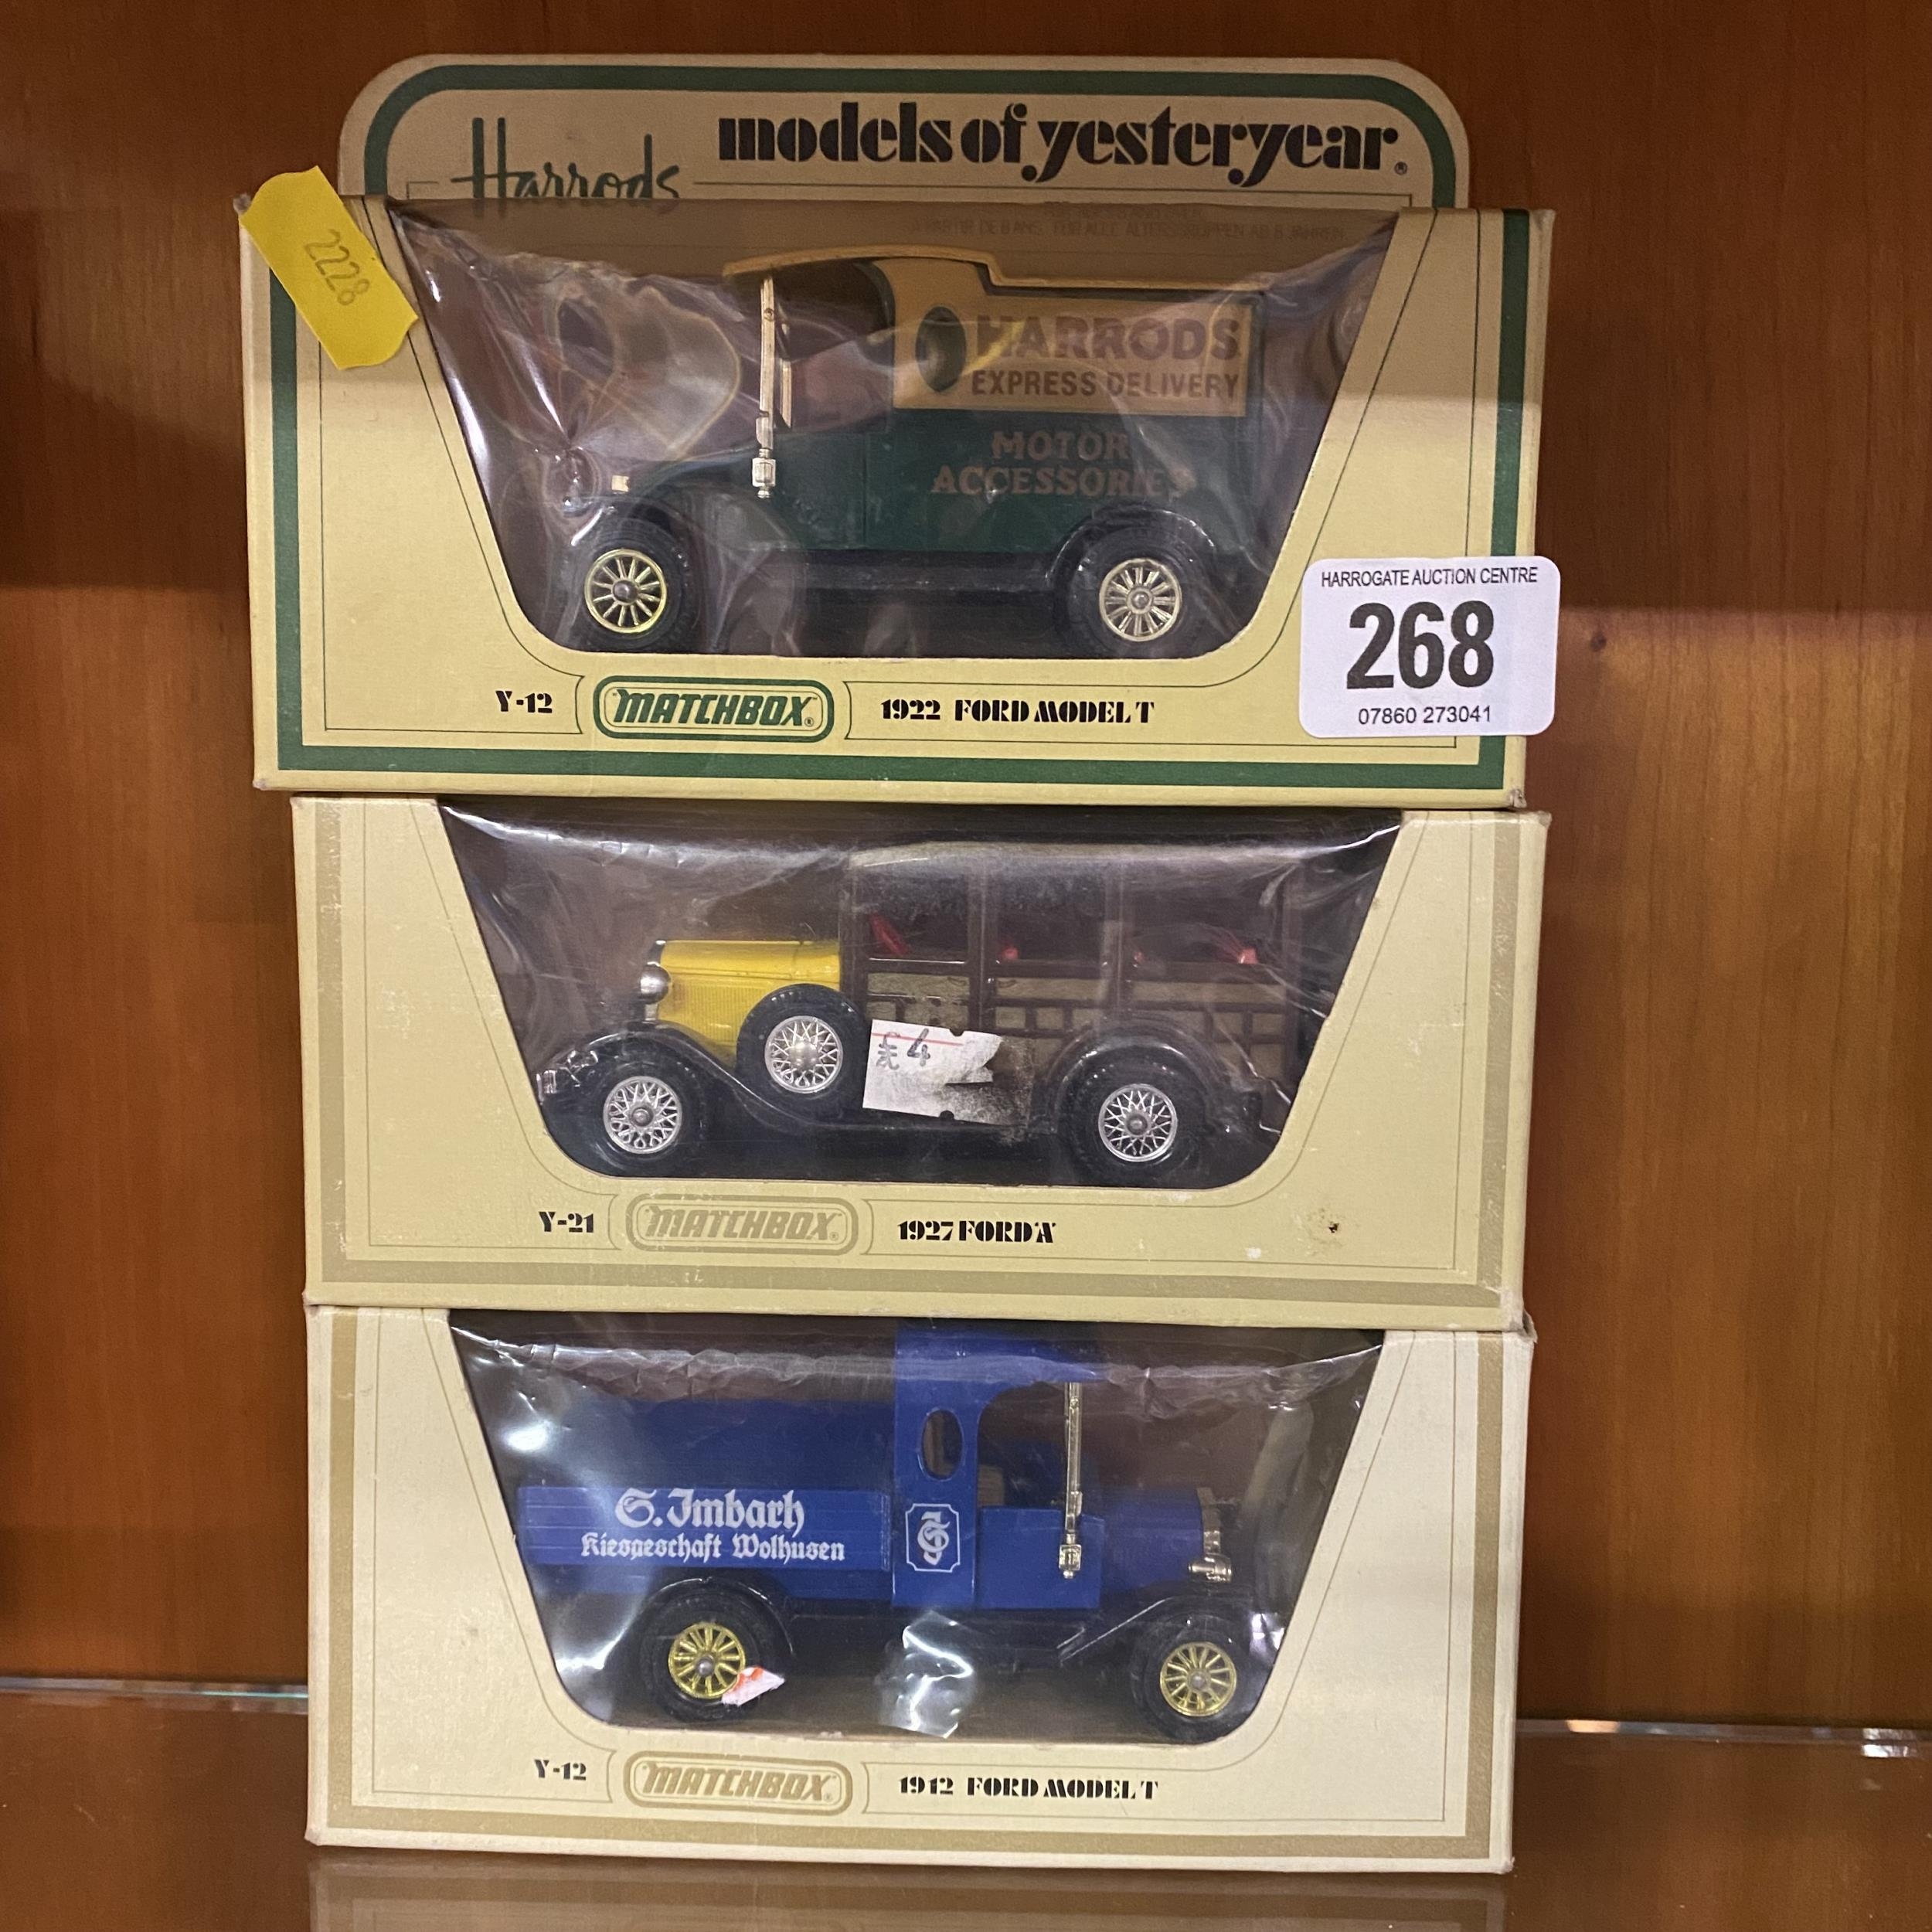 models of yesteryear®
Harrods
2228
HARRODS
EXPRESS DELIVERY
MOTOR
ACCESSORIES
HARROGATE AUCTION CENTRE
268
07860 273041
Y-12 MATCHBOX® 1922 FORD MODEL T
£4
Y-21 MATCHBOX® 1927 FORD 'A'
S. Imbach
Kiesgeschaft Wolhusen
Y-12 MATCHBOX® 1912 FORD MODEL T